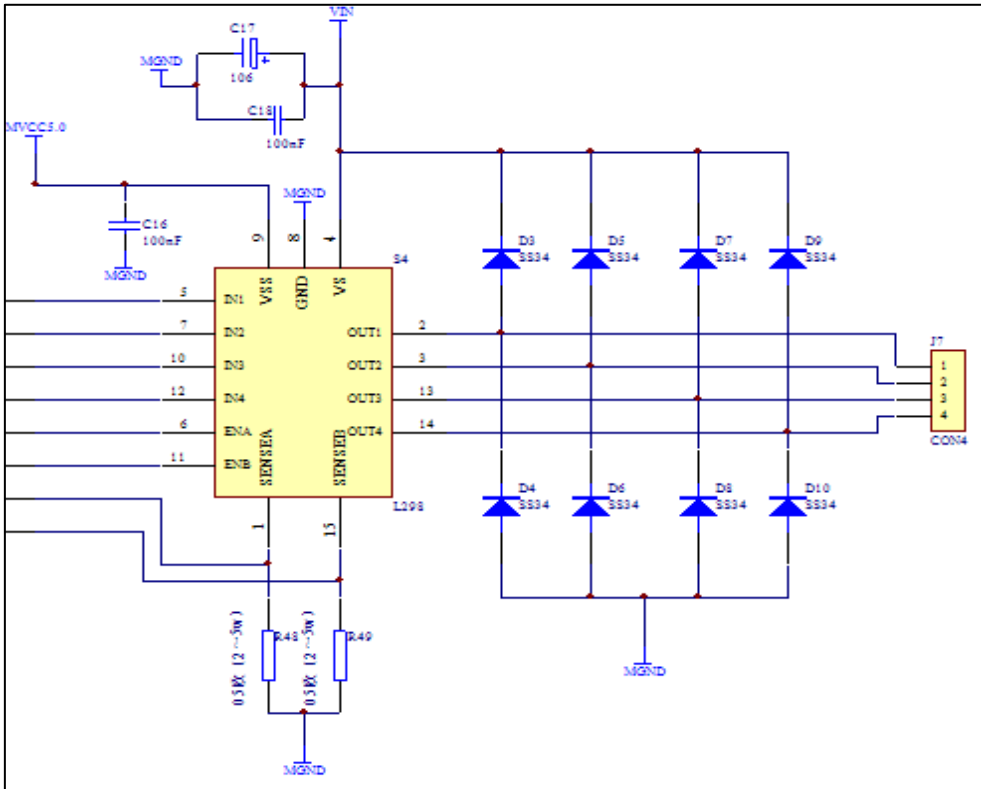 VIN
C17
MGND
106
C18
100nF
MVCC5.0
MGND
C16
100nF
MGND
9
8
4
S4
VSS
GND
VS
D3
SS34
D5
SS34
D7
SS34
D9
SS34
5
IN1
7
IN2
10
IN3
12
IN4
6
ENA
11
ENB
OUT1
2
OUT2
3
OUT3
13
OUT4
14
SENSEA
SENSEB
L298
J7
1
2
3
4
CON4
D4
SS34
D6
SS34
D8
SS34
D10
SS34
1
15
R48
R49
MGND
MGND